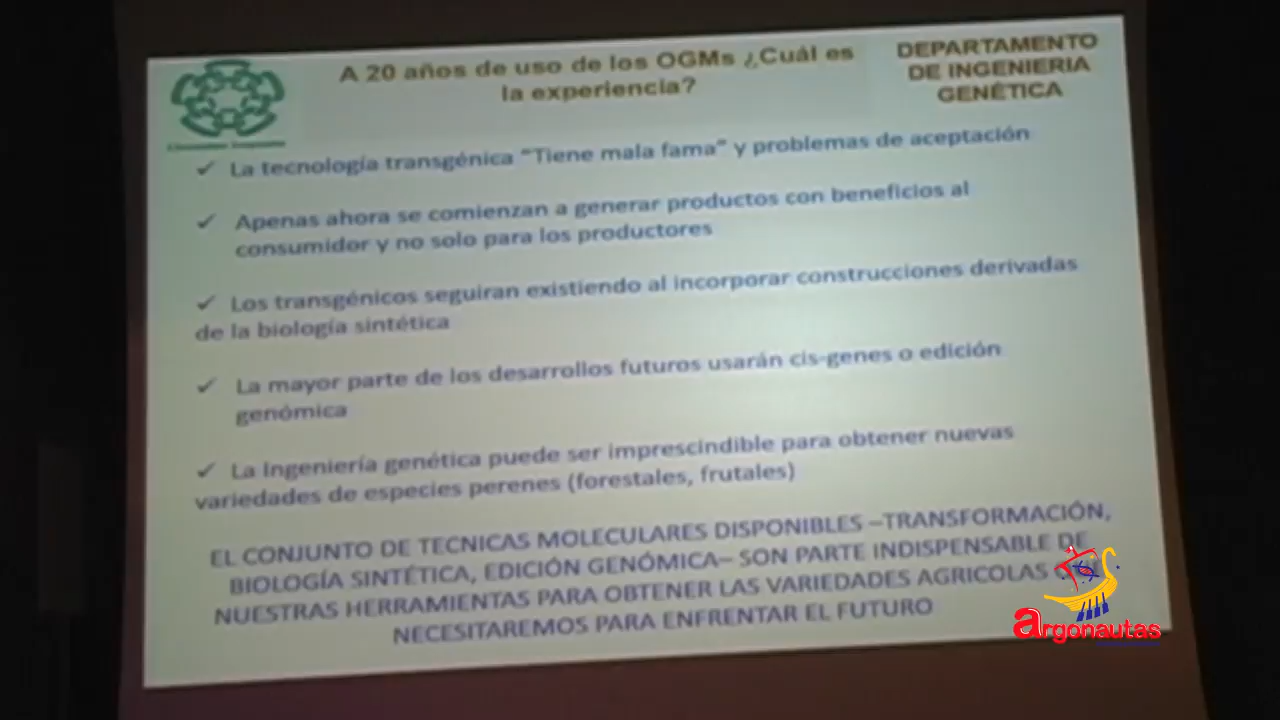 A 20 años de uso de los OGMs ¿Cuál es
la experiencia?
DEPARTAMENTO
DE INGENIERIA
GENÉTICA
✓ La tecnología transgénica "Tiene mala fama" y problemas de aceptación
✓ Apenas ahora se comienzan a generar productos con beneficios al
consumidor y no solo para los productores
✓ Los transgénicos seguiran existiendo al incorporar construcciones derivadas
de la biología sintética
✓ La mayor parte de los desarrollos futuros usarán cis-genes o edición
genómica
✓ La Ingeniería genética puede ser imprescindible para obtener nuevas
variedades de especies perenes (forestales, frutales)
EL CONJUNTO DE TECNICAS MOLECULARES DISPONIBLES –TRANSFORMACIÓN,
BIOLOGÍA SINTÉTICA, EDICIÓN GENÓMICA– SON PARTE INDISPENSABLE DE
NUESTRAS HERRAMIENTAS PARA OBTENER LAS VARIEDADES AGRICOLAS
NECESITAREMOS PARA ENFRENTAR EL FUTURO
argonautas